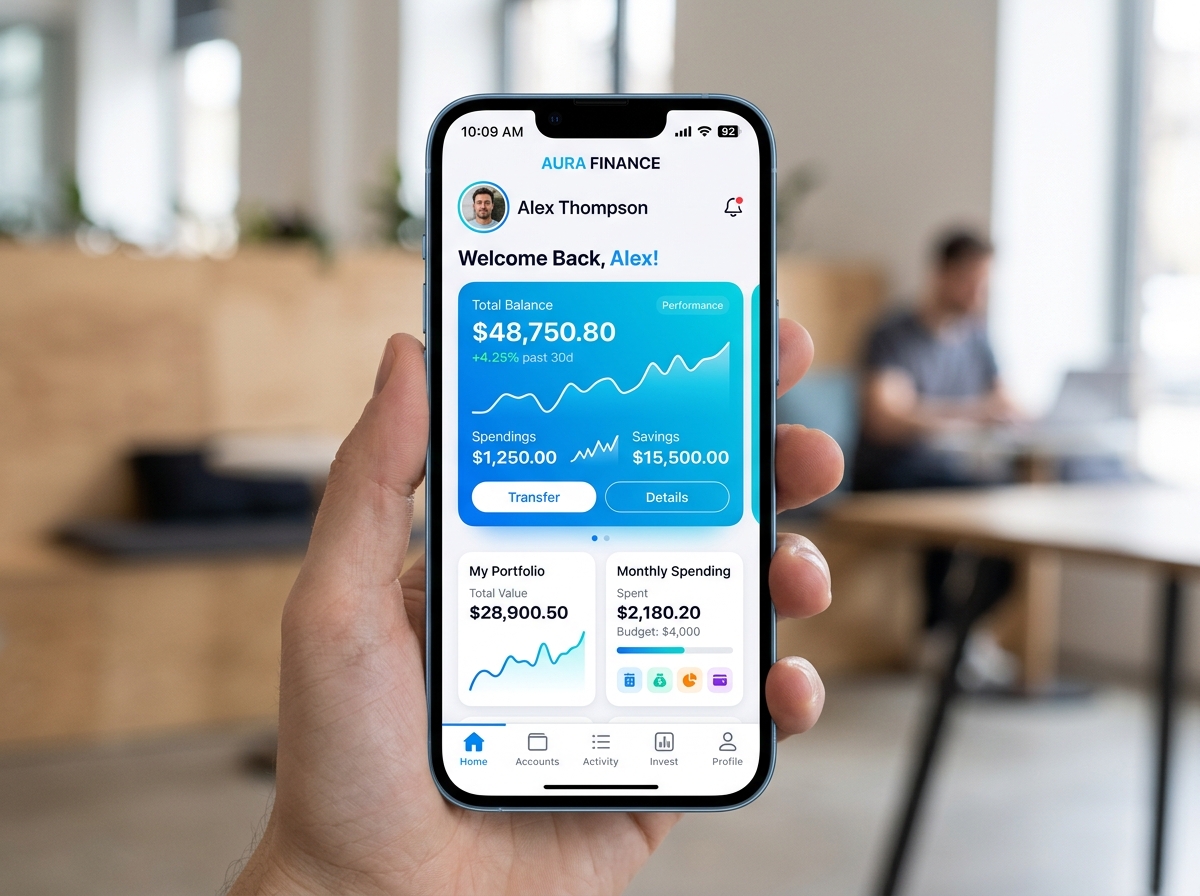 10:09 AM
92
AURA FINANCE
Alex Thompson
Welcome Back, Alex!
Total Balance
Performance
$48,750.80
+4.25% past 30d
Spendings
Savings
$1,250.00
$15,500.00
Transfer
Details
My Portfolio
Monthly Spending
Total Value
Spent
$28,900.50
$2,180.20
Budget: $4,000
Home
Accounts
Activity
Invest
Profile